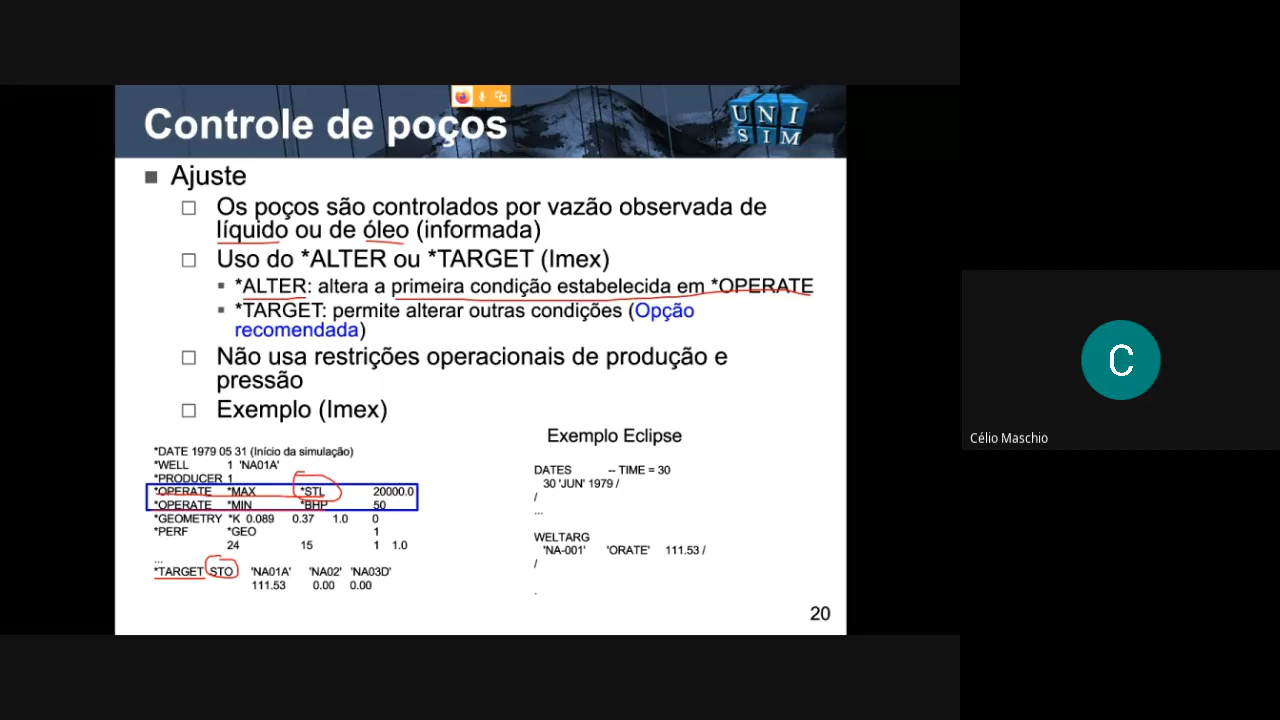 Controle de poços
UNI
SIM
Ajuste
Os poços são controlados por vazão observada de
líquido ou de óleo (informada)
Uso do *ALTER ou *TARGET (Imex)
*ALTER: altera a primeira condição estabelecida em *OPERATE
*TARGET: permite alterar outras condições (Opção
recomendada)
Não usa restrições operacionais de produção e
pressão
Exemplo (Imex)
*DATE 1979 05 31 (Início da simulação)
*WELL 1 'NA01A'
*PRODUCER 1
*OPERATE *MAX *STL 20000.0
*OPERATE *MIN *BHP 50
*GEOMETRY *K 0.089 0.37 1.0 0
*PERF *GEO 1
24 15 1 1.0
...
*TARGET STO 'NA01A' 'NA02' 'NA03D'
111.53 0.00 0.00
Exemplo Eclipse
DATES -- TIME = 30
30 'JUN' 1979 /
/
...
WELTARG
'NA-001' 'ORATE' 111.53 /
/
.
20
C
Célio Maschio